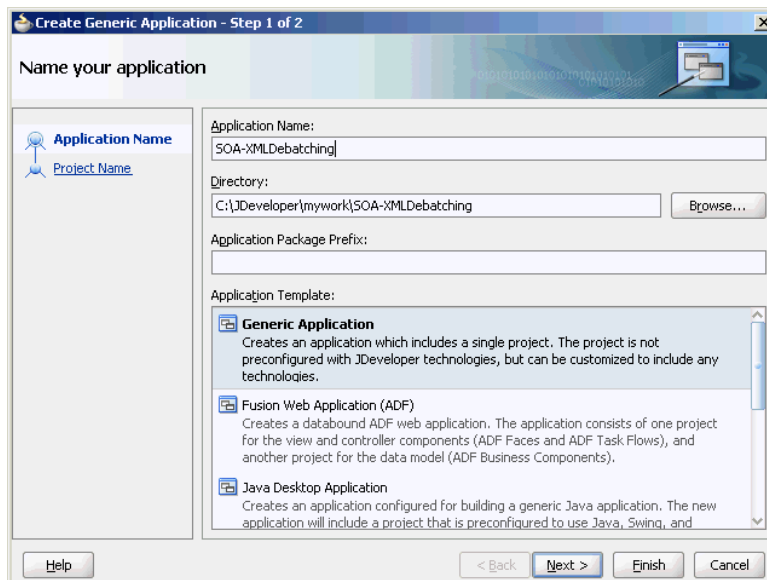 Create Generic Application - Step 1 of 2
Name your application
Application Name
Project Name
Application Name:
SOA-XMLDebatching
Directory:
C:\JDeveloper\mywork\SOA-XMLDebatching
Browse...
Application Package Prefix:
Application Template:
Generic Application
Creates an application which includes a single project. The project is not
preconfigured with JDeveloper technologies, but can be customized to include any
technologies.
Fusion Web Application (ADF)
Creates a databound ADF web application. The application consists of one project
for the view and controller components (ADF Faces and ADF Task Flows), and
another project for the data model (ADF Business Components).
Java Desktop Application
Creates an application configured for building a generic Java application. The new
application will include a project that is preconfigured to use Java, Swing, and
Help
< Back
Next >
Finish
Cancel